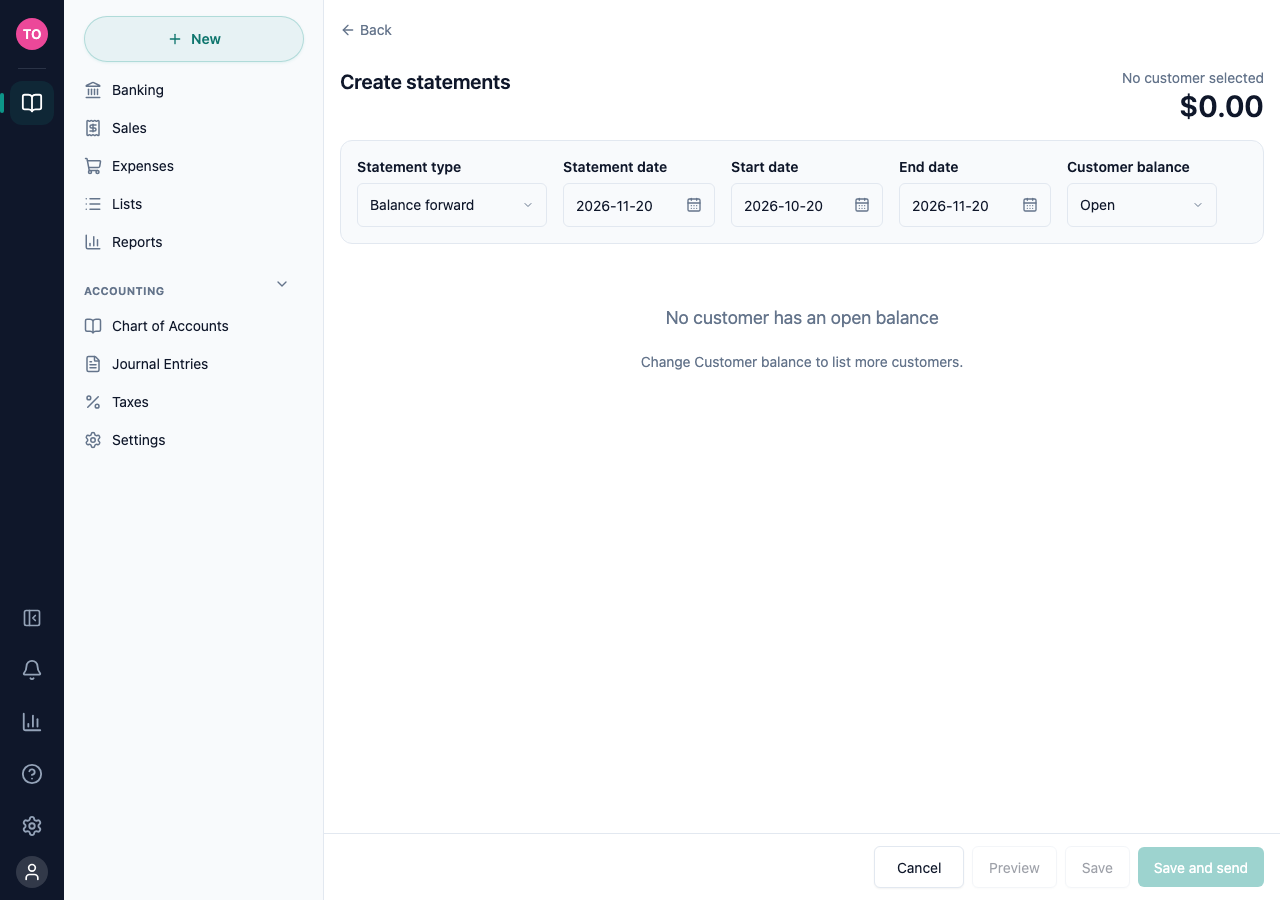 TO
New
Banking
Sales
Expenses
Lists
Reports
ACCOUNTING
Chart of Accounts
Journal Entries
Taxes
Settings
Back
Create statements
No customer selected
$0.00
Statement type
Statement date
Start date
End date
Customer balance
Balance forward
2026-11-20
2026-10-20
2026-11-20
Open
No customer has an open balance
Change Customer balance to list more customers.
Cancel
Preview
Save
Save and send